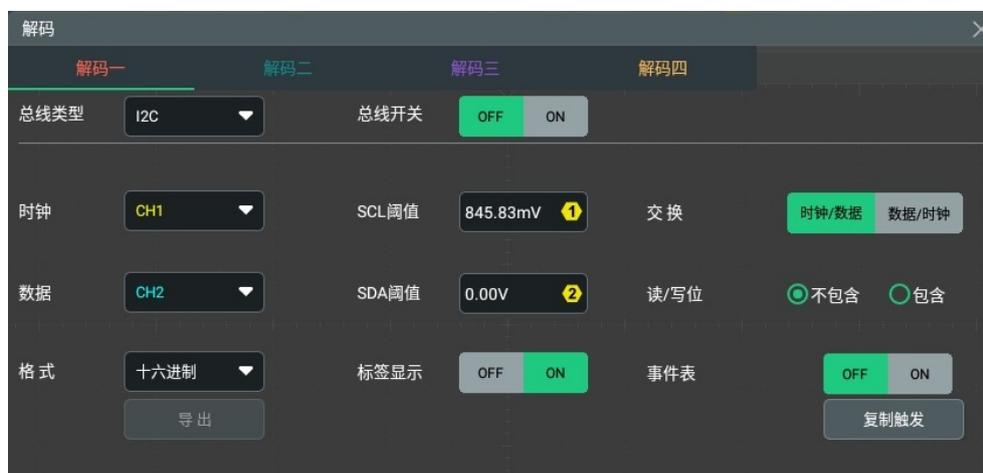 解码
解码一 解码二 解码三 解码四
总线类型 I2C 总线开关 OFF ON
时钟 CH1 SCL阈值 845.83mV 1 交换 时钟/数据 数据/时钟
数据 CH2 SDA阈值 0.00V 2 读/写位 不包含 包含
格式 十六进制 标签显示 OFF ON 事件表 OFF ON
导出 复制触发